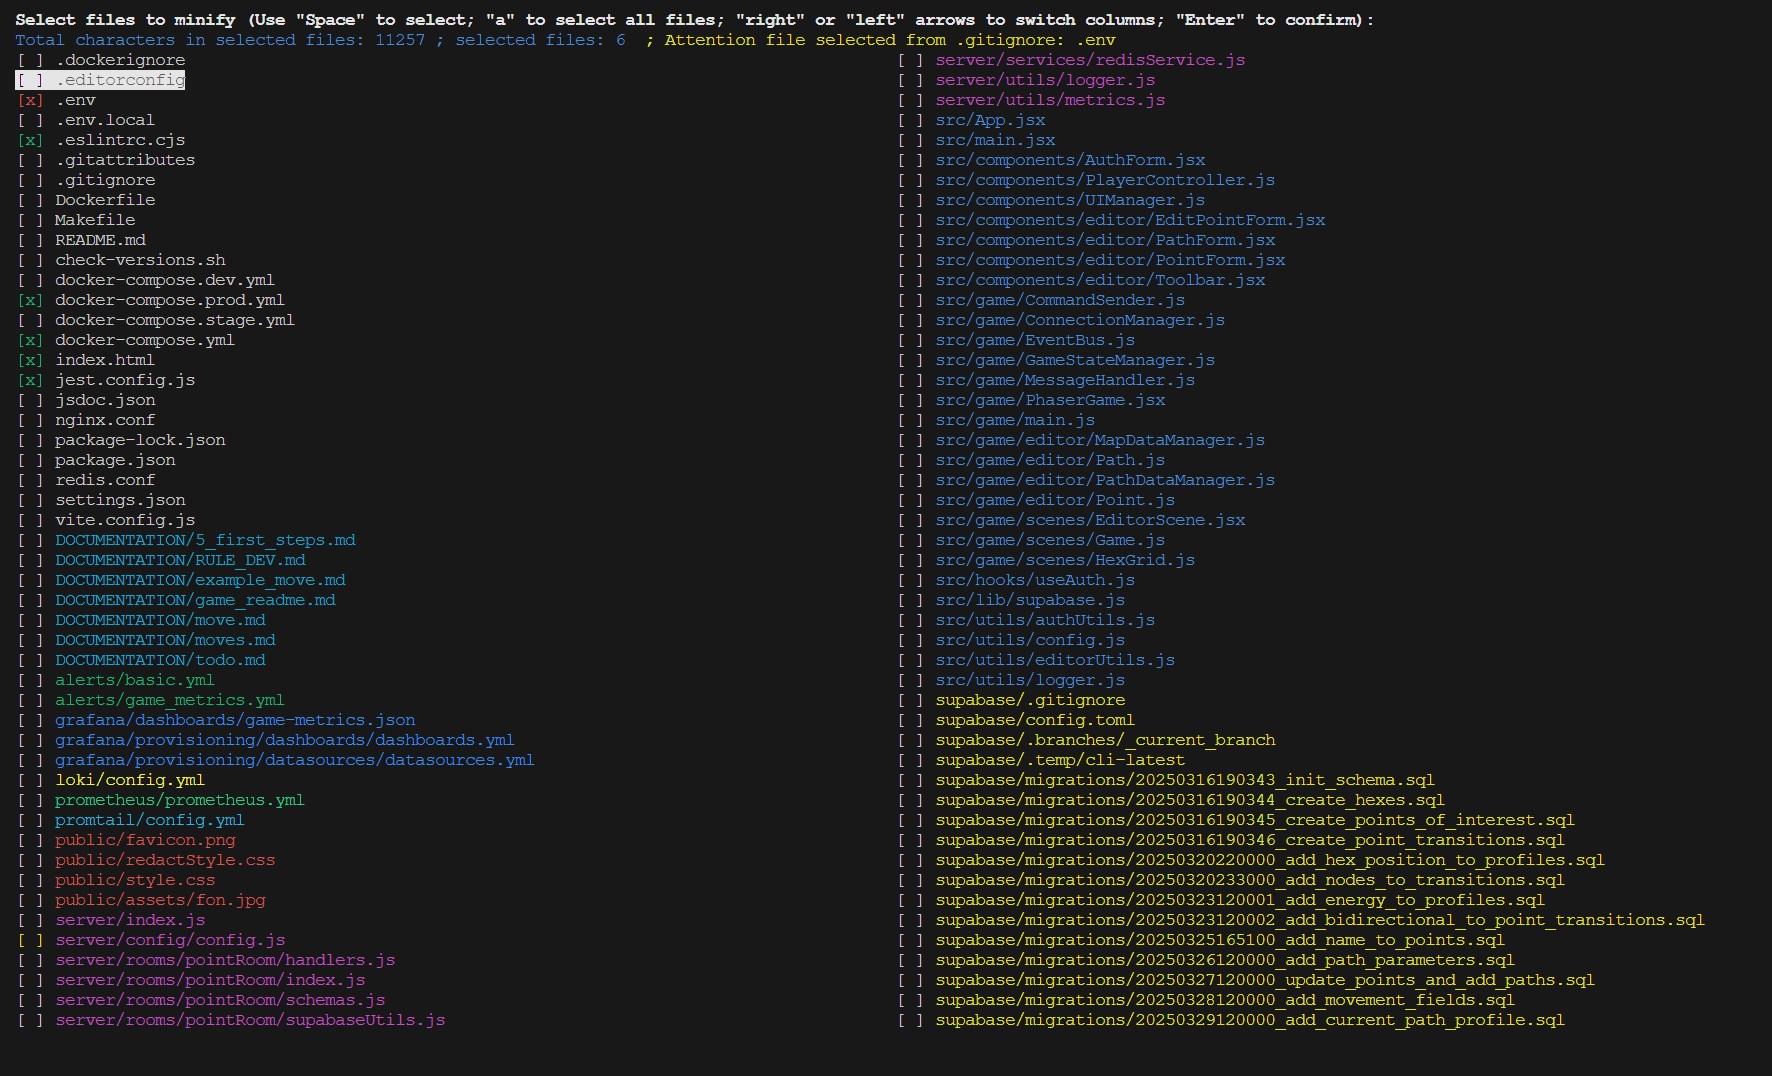 Select files to minify (Use "Space" to select; "a" to select all files; "right" or "left" arrows to switch columns; "Enter" to confirm):
Total characters in selected files: 11257 ; selected files: 6  ; Attention file selected from .gitignore: .env
[ ] .dockerignore
[ ] .editorconfig
[x] .env
[ ] .env.local
[x] .eslintrc.cjs
[ ] .gitattributes
[ ] .gitignore
[ ] Dockerfile
[ ] Makefile
[ ] README.md
[ ] check-versions.sh
[ ] docker-compose.dev.yml
[x] docker-compose.prod.yml
[ ] docker-compose.stage.yml
[x] docker-compose.yml
[x] index.html
[x] jest.config.js
[ ] jsdoc.json
[ ] nginx.conf
[ ] package-lock.json
[ ] package.json
[ ] redis.conf
[ ] settings.json
[ ] vite.config.js
[ ] DOCUMENTATION/5_first_steps.md
[ ] DOCUMENTATION/RULE_DEV.md
[ ] DOCUMENTATION/example_move.md
[ ] DOCUMENTATION/game_readme.md
[ ] DOCUMENTATION/move.md
[ ] DOCUMENTATION/moves.md
[ ] DOCUMENTATION/todo.md
[ ] alerts/basic.yml
[ ] alerts/game_metrics.yml
[ ] grafana/dashboards/game-metrics.json
[ ] grafana/provisioning/dashboards/dashboards.yml
[ ] grafana/provisioning/datasources/datasources.yml
[ ] loki/config.yml
[ ] prometheus/prometheus.yml
[ ] promtail/config.yml
[ ] public/favicon.png
[ ] public/redactStyle.css
[ ] public/style.css
[ ] public/assets/fon.jpg
[ ] server/index.js
[ ] server/config/config.js
[ ] server/rooms/pointRoom/handlers.js
[ ] server/rooms/pointRoom/index.js
[ ] server/rooms/pointRoom/schemas.js
[ ] server/rooms/pointRoom/supabaseUtils.js
[ ] server/services/redisService.js
[ ] server/utils/logger.js
[ ] server/utils/metrics.js
[ ] src/App.jsx
[ ] src/main.jsx
[ ] src/components/AuthForm.jsx
[ ] src/components/PlayerController.js
[ ] src/components/UIManager.js
[ ] src/components/editor/EditPointForm.jsx
[ ] src/components/editor/PathForm.jsx
[ ] src/components/editor/PointForm.jsx
[ ] src/components/editor/Toolbar.jsx
[ ] src/game/CommandSender.js
[ ] src/game/ConnectionManager.js
[ ] src/game/EventBus.js
[ ] src/game/GameStateManager.js
[ ] src/game/MessageHandler.js
[ ] src/game/PhaserGame.jsx
[ ] src/game/main.js
[ ] src/game/editor/MapDataManager.js
[ ] src/game/editor/Path.js
[ ] src/game/editor/PathDataManager.js
[ ] src/game/editor/Point.js
[ ] src/game/scenes/EditorScene.jsx
[ ] src/game/scenes/Game.js
[ ] src/game/scenes/HexGrid.js
[ ] src/hooks/useAuth.js
[ ] src/lib/supabase.js
[ ] src/utils/authUtils.js
[ ] src/utils/config.js
[ ] src/utils/editorUtils.js
[ ] src/utils/logger.js
[ ] supabase/.gitignore
[ ] supabase/config.toml
[ ] supabase/.branches/_current_branch
[ ] supabase/.temp/cli-latest
[ ] supabase/migrations/20250316190343_init_schema.sql
[ ] supabase/migrations/20250316190344_create_hexes.sql
[ ] supabase/migrations/20250316190345_create_points_of_interest.sql
[ ] supabase/migrations/20250316190346_create_point_transitions.sql
[ ] supabase/migrations/20250320220000_add_hex_position_to_profiles.sql
[ ] supabase/migrations/20250320233000_add_nodes_to_transitions.sql
[ ] supabase/migrations/20250323120001_add_energy_to_profiles.sql
[ ] supabase/migrations/20250323120002_add_bidirectional_to_point_transitions.sql
[ ] supabase/migrations/20250325165100_add_name_to_points.sql
[ ] supabase/migrations/20250326120000_add_path_parameters.sql
[ ] supabase/migrations/20250327120000_update_points_and_add_paths.sql
[ ] supabase/migrations/20250328120000_add_movement_fields.sql
[ ] supabase/migrations/20250329120000_add_current_path_profile.sql